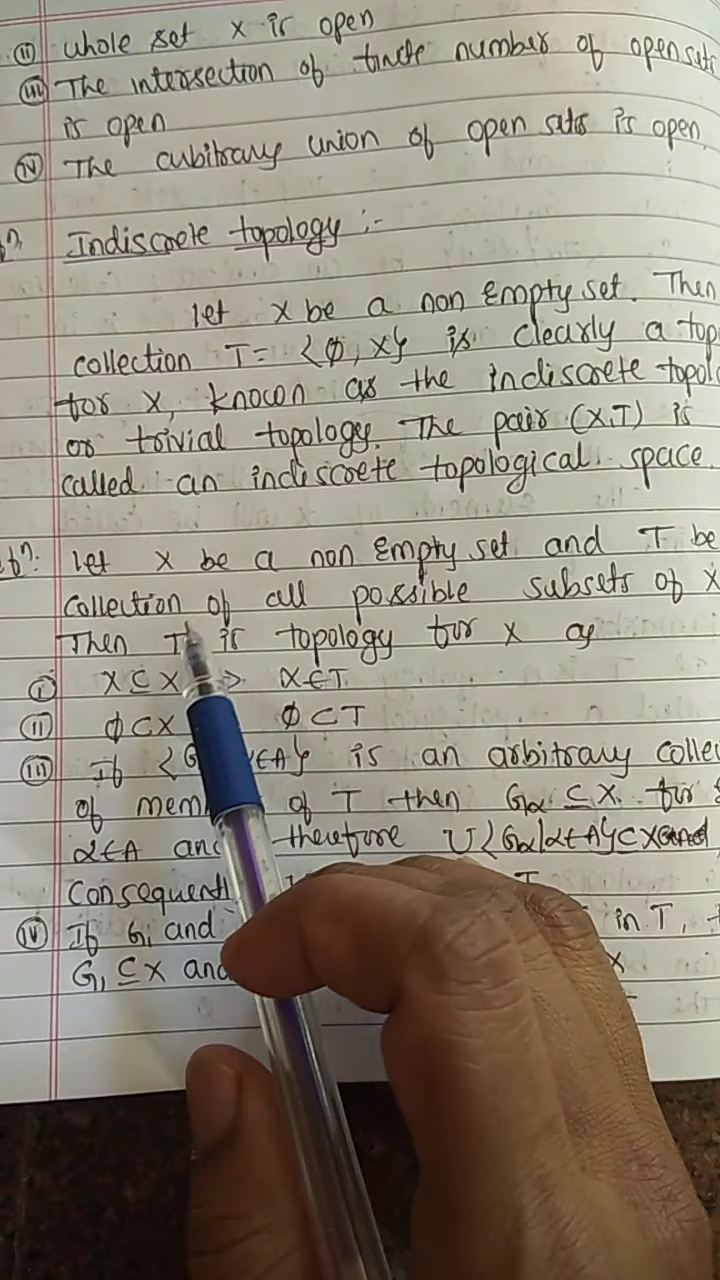 (ii) Whole set X is open
(iii) The intersection of finite number of open sets
is open
(iv) The arbitrary union of open sets is open
Indiscrete topology :-
let X be a non empty set. Then
collection T = {ϕ, X} is clearly a top
for X, known as the indiscrete topol
or trivial topology. The pair (X,T) is
called an indiscrete topological space.
let X be a non empty set and T be
collection of all possible subsets of X
Then T is topology for X as
(i) X ⊆ X ⇒ X ∈ T
(ii) ϕ ⊂ X ϕ ⊂ T
(iii) If {G ∈A} is an arbitrary collec
of mem of T then Gα ⊆ X for
α∈A and therefore U{Gα|α∈A}⊆X and
Consequentl T
(iv) If G₁ and in T,
G₁ ⊆ X and X